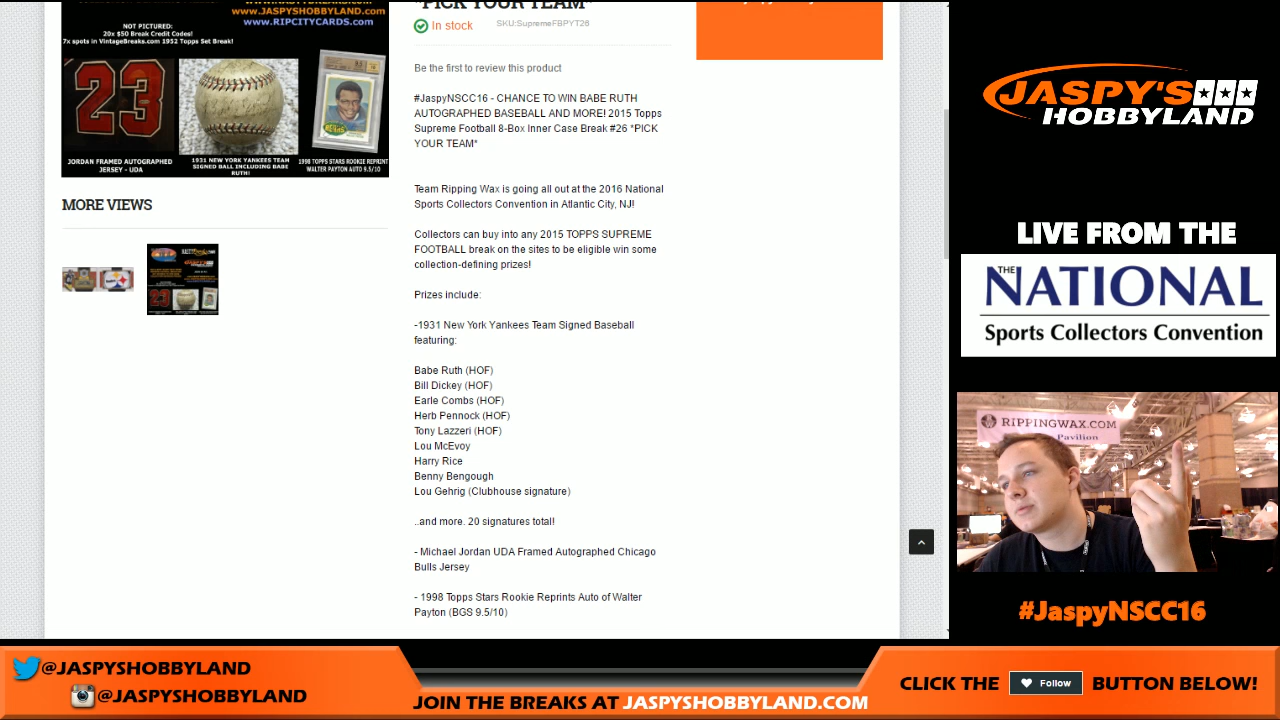 WWW.JASPYSHOBBYLAND.COM
WWW.RIPCITYCARDS.COM
NOT PICTURED:
20x $50 Break Credit Codes!
7x spots in VintageBreaks.com 1952 Topps Set Break!
23
JORDAN FRAMED AUTOGRAPHED
JERSEY - UDA
1931 NEW YORK YANKEES TEAM
SIGNED BALL INCLUDING BABE
RUTH!
1998 TOPPS STARS ROOKIE REPRINT
WALTER PAYTON AUTO 9.5/10
MORE VIEWS
*PICK YOUR TEAM*
In stock
SKU:SupremeFBPYT26
Be the first to review this product
#JaspyNSCC16 - CHANCE TO WIN BABE RUTH
AUTOGRAPHED BASEBALL AND MORE! 2015 Topps
Supreme Football 8-Box Inner Case Break #26 *PICK
YOUR TEAM*
Team Ripping Wax is going all out at the 2016 National
Sports Collectors Convention in Atlantic City, NJ!
Collectors can buy into any 2015 TOPPS SUPREME
FOOTBALL break on the sites to be eligible win some
collection-defining prizes!
Prizes include:
-1931 New York Yankees Team Signed Baseball
featuring:
Babe Ruth (HOF)
Bill Dickey (HOF)
Earle Combs (HOF)
Herb Pennock (HOF)
Tony Lazzeri (HOF)
Lou McEvoy
Harry Rice
Benny Bengough
Lou Gehrig (Clubhouse signature)
..and more. 20 signatures total!
- Michael Jordan UDA Framed Autographed Chicago
Bulls Jersey
- 1998 Topps Stars Rookie Reprints Auto of Walter
Payton (BGS 9.5/10)
JASPY'S
HOBBYLAND
LIVE FROM THE
THE NATIONAL
Sports Collectors Convention
RIPPINGWAX.COM
Pavilion
#JaspyNSCC16
@JASPYSHOBBYLAND
@JASPYSHOBBYLAND
JOIN THE BREAKS AT JASPYSHOBBYLAND.COM
CLICK THE Follow BUTTON BELOW!